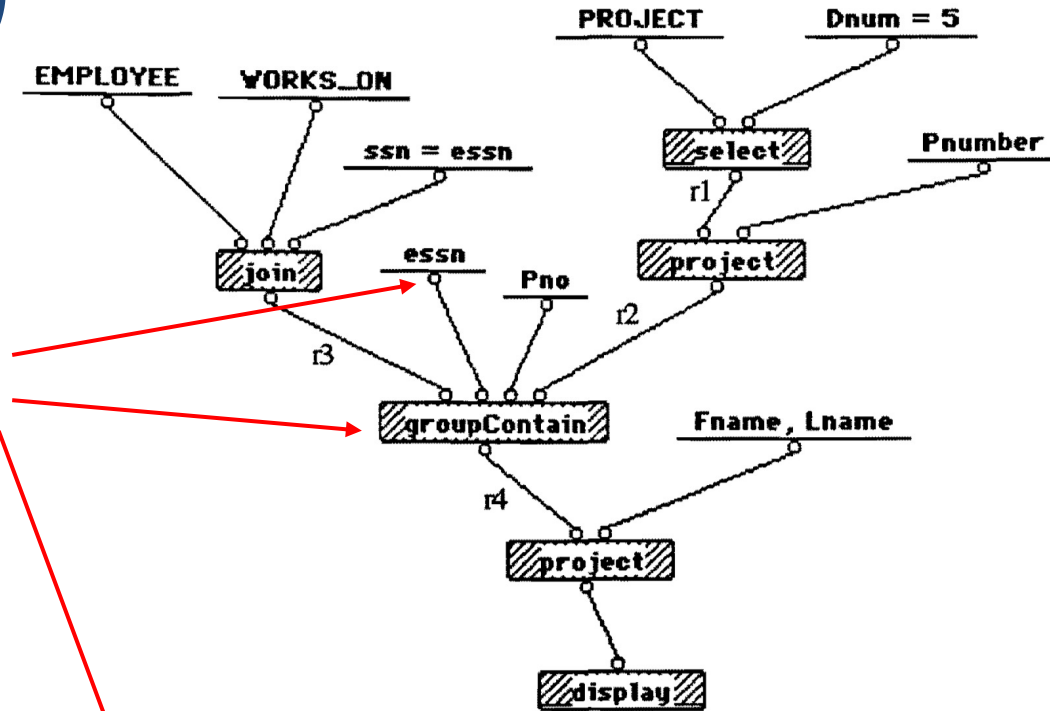 PROJECT
Dnum = 5
EMPLOYEE
WORKS_ON
select
Pnumber
ssn = essn
r1
join
essn
project
Pno
r3
r2
groupContain
Fname, Lname
r4
project
display